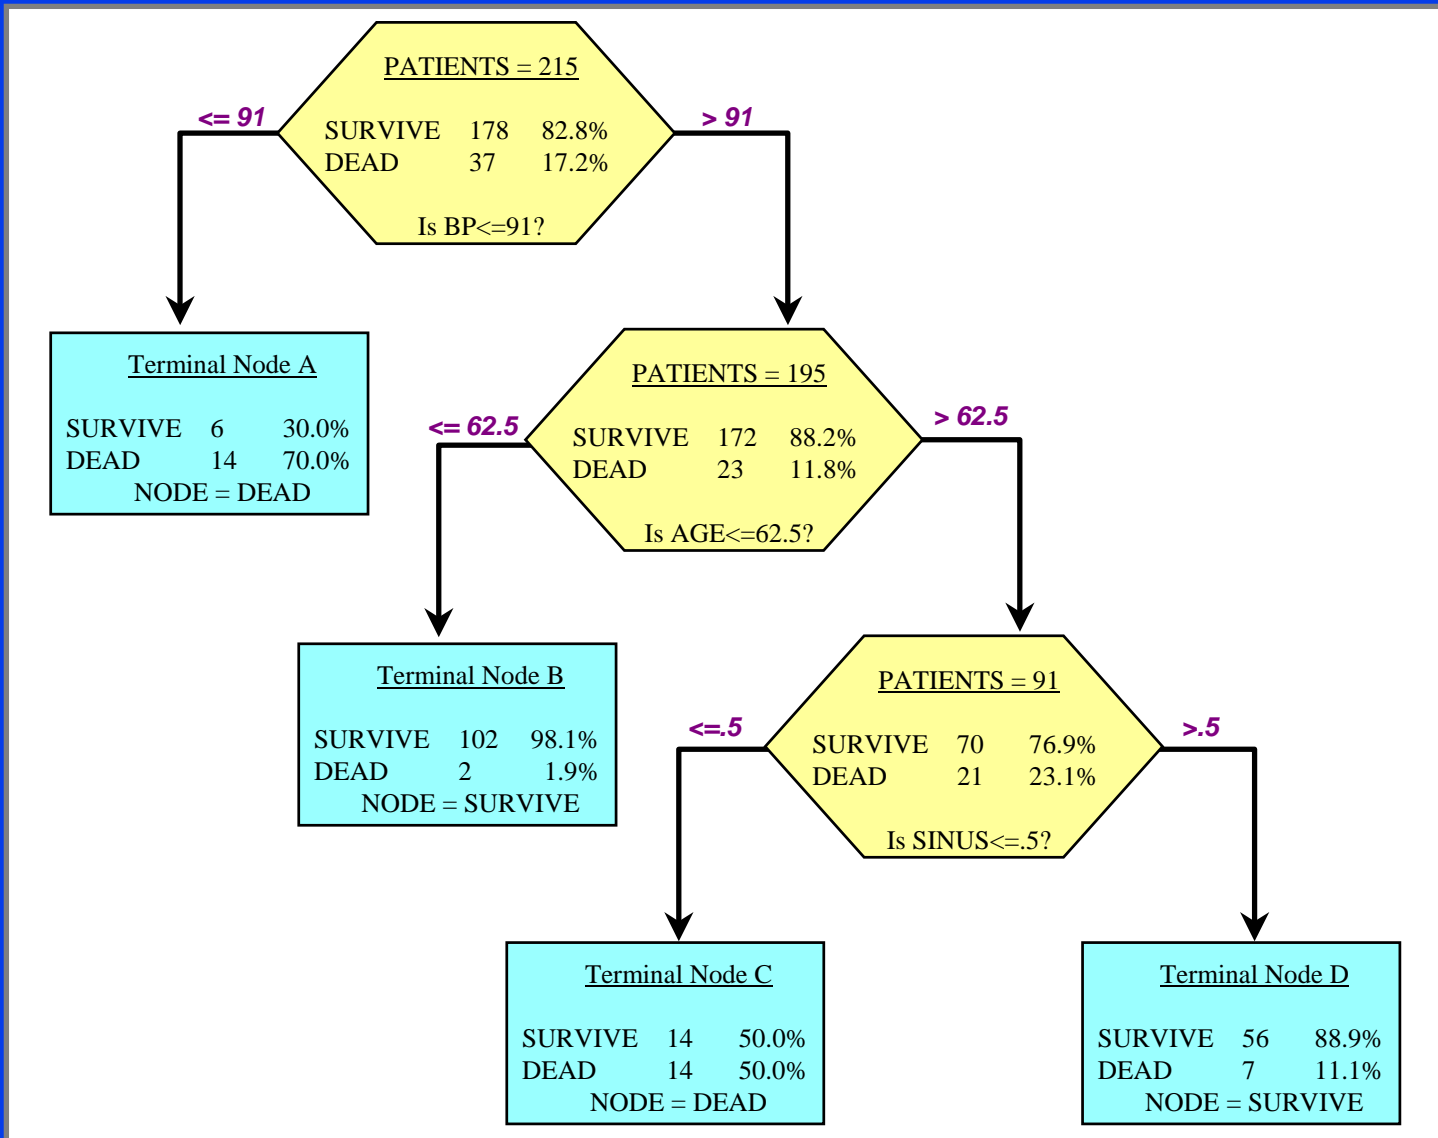 PATIENTS = 215
<= 91
> 91
SURVIVE 178 82.8%
DEAD 37 17.2%
Is BP<=91?
Terminal Node A
SURVIVE 6 30.0%
DEAD 14 70.0%
NODE = DEAD
PATIENTS = 195
<= 62.5
> 62.5
SURVIVE 172 88.2%
DEAD 23 11.8%
Is AGE<=62.5?
Terminal Node B
SURVIVE 102 98.1%
DEAD 2 1.9%
NODE = SURVIVE
PATIENTS = 91
<=.5
>.5
SURVIVE 70 76.9%
DEAD 21 23.1%
Is SINUS<=.5?
Terminal Node C
SURVIVE 14 50.0%
DEAD 14 50.0%
NODE = DEAD
Terminal Node D
SURVIVE 56 88.9%
DEAD 7 11.1%
NODE = SURVIVE